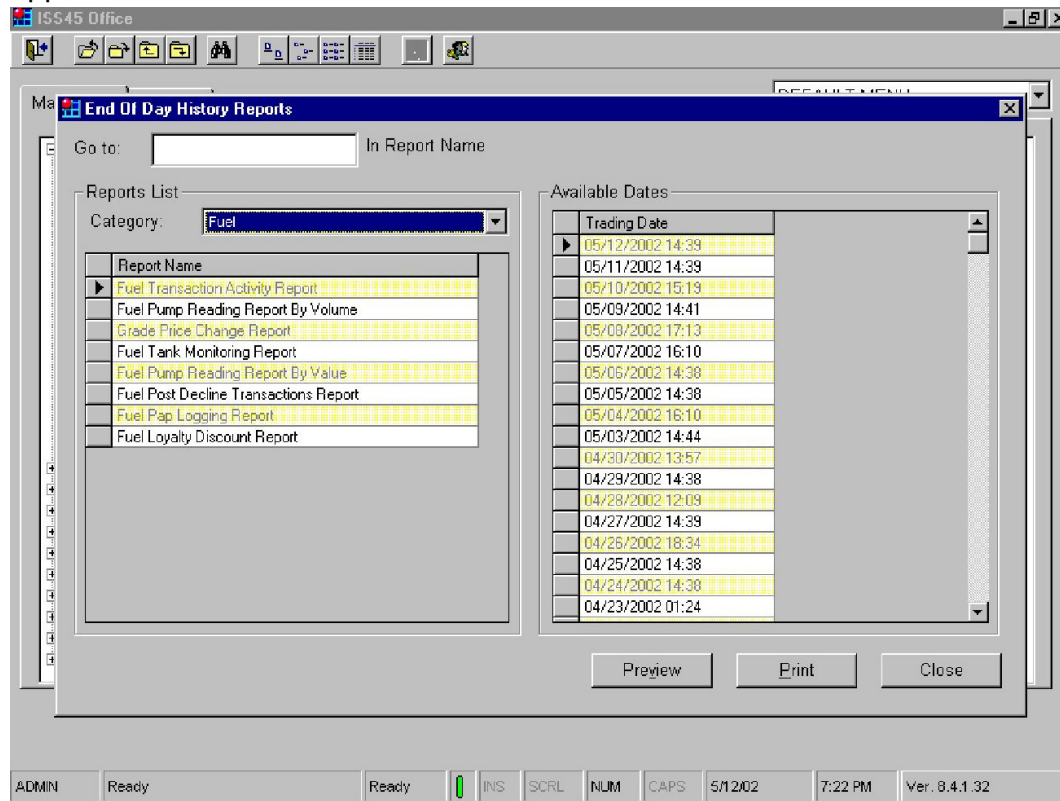 ISS45 Office
Ma
End Of Day History Reports
Go to:
In Report Name
Reports List
Category:
Fuel
Report Name
Fuel Transaction Activity Report
Fuel Pump Reading Report By Volume
Grade Price Change Report
Fuel Tank Monitoring Report
Fuel Pump Reading Report By Value
Fuel Post Decline Transactions Report
Fuel Pap Logging Report
Fuel Loyalty Discount Report
Available Dates
Trading Date
05/12/2002 14:39
05/11/2002 14:39
05/10/2002 15:19
05/09/2002 14:41
05/08/2002 17:13
05/07/2002 16:10
05/06/2002 14:38
05/05/2002 14:38
05/04/2002 16:10
05/03/2002 14:44
04/30/2002 13:57
04/29/2002 14:38
04/28/2002 12:09
04/27/2002 14:39
04/26/2002 18:34
04/25/2002 14:38
04/24/2002 14:38
04/23/2002 01:24
Preview
Print
Close
ADMIN
Ready
Ready
INS
SCRL
NUM
CAPS
5/12/02
7:22 PM
Ver. 8.4.1.32